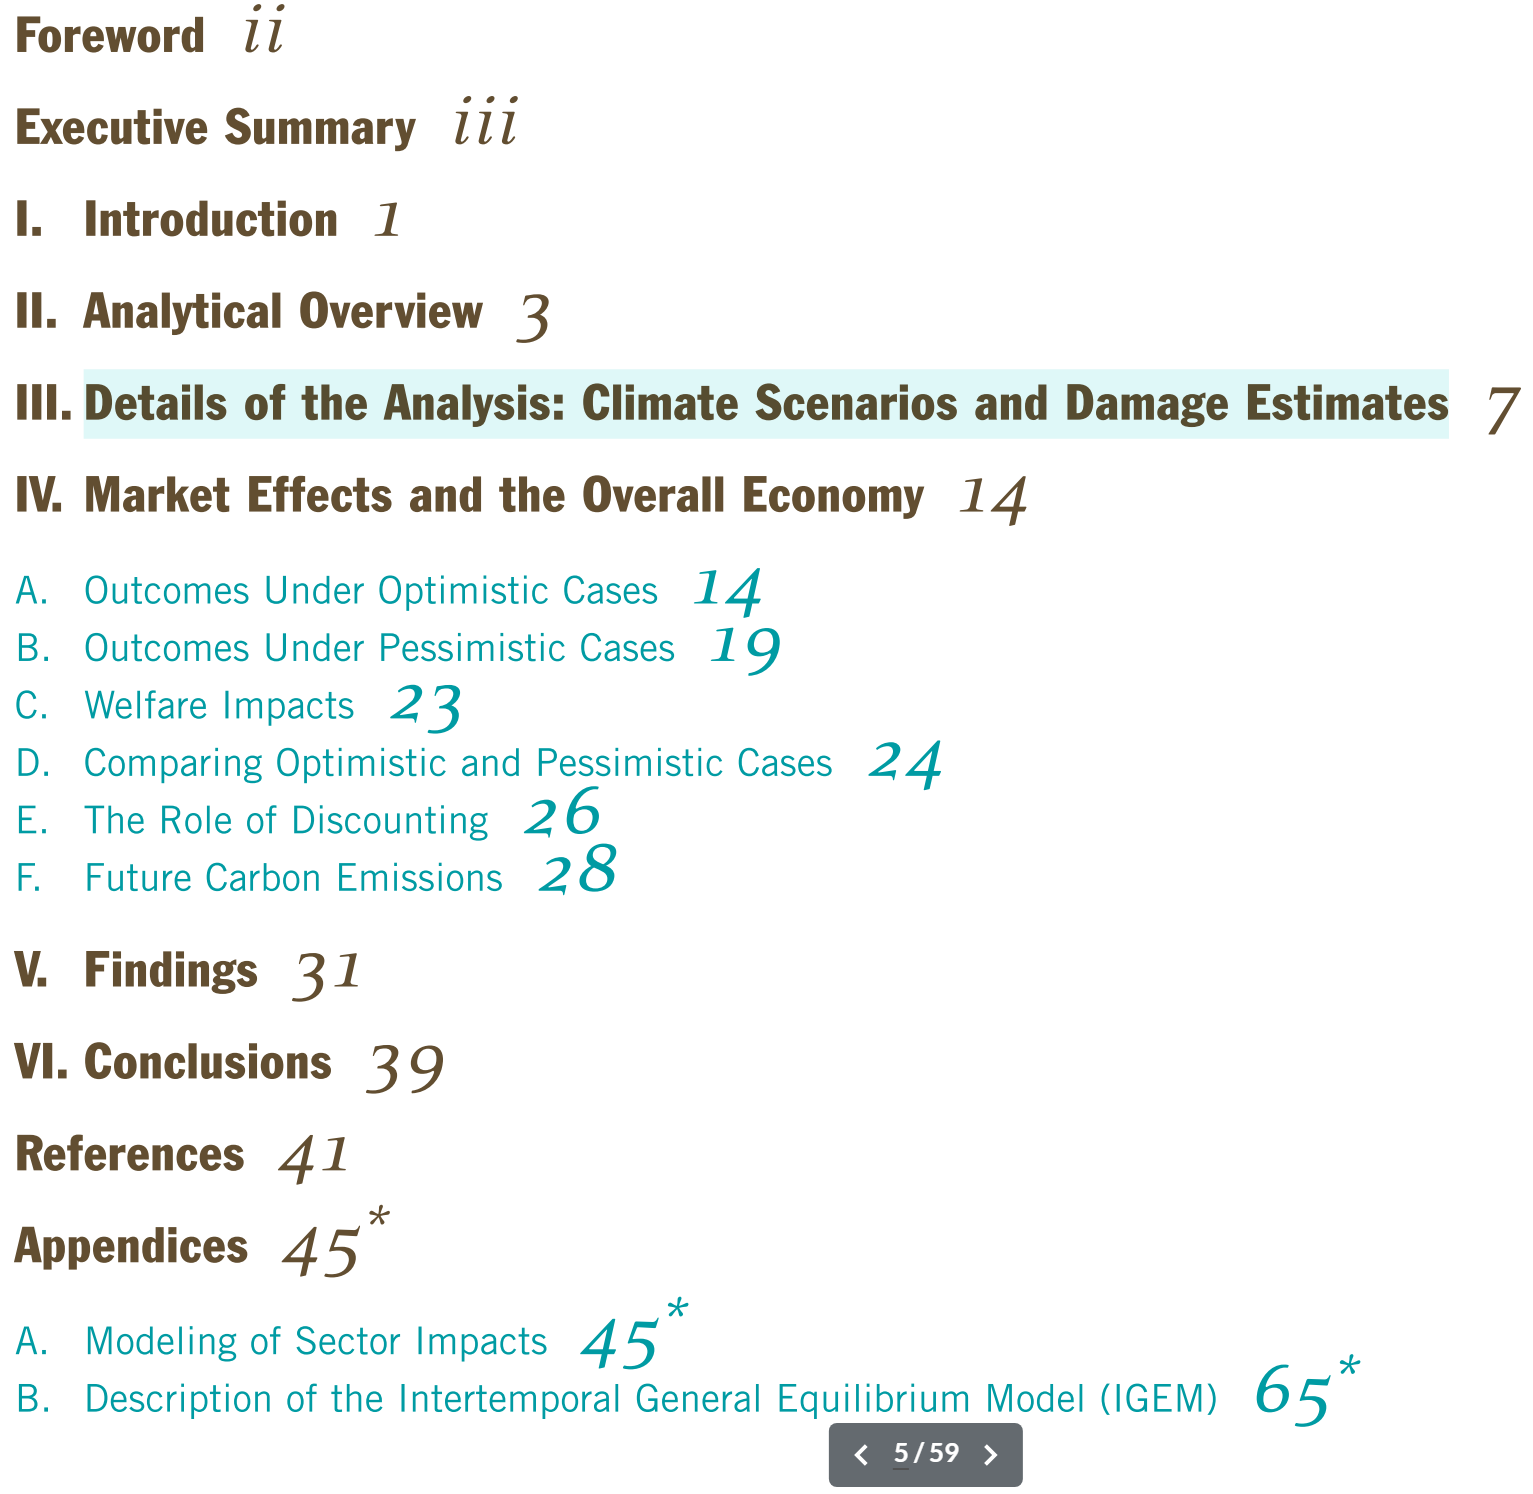 Foreword ii
Executive Summary iii
I. Introduction 1
II. Analytical Overview 3
III. Details of the Analysis: Climate Scenarios and Damage Estimates 7
IV. Market Effects and the Overall Economy 14
A. Outcomes Under Optimistic Cases 14
B. Outcomes Under Pessimistic Cases 19
C. Welfare Impacts 23
D. Comparing Optimistic and Pessimistic Cases 24
E. The Role of Discounting 26
F. Future Carbon Emissions 28
V. Findings 31
VI. Conclusions 39
References 41
Appendices 45*
A. Modeling of Sector Impacts 45*
B. Description of the Intertemporal General Equilibrium Model (IGEM) 65*
5/59